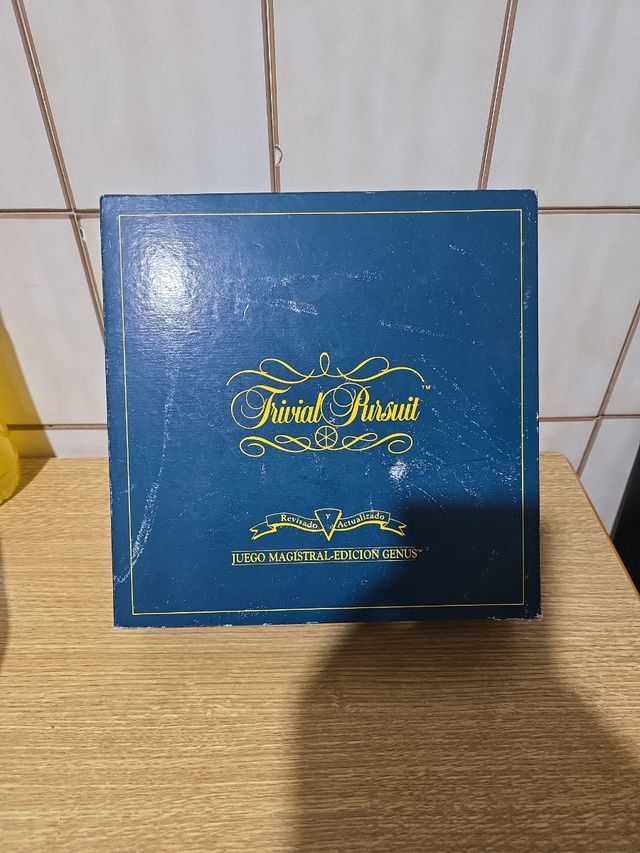 Trivial Pursuit™
Revisado y Actualizado
JUEGO MAGISTRAL-EDICION GENUS™